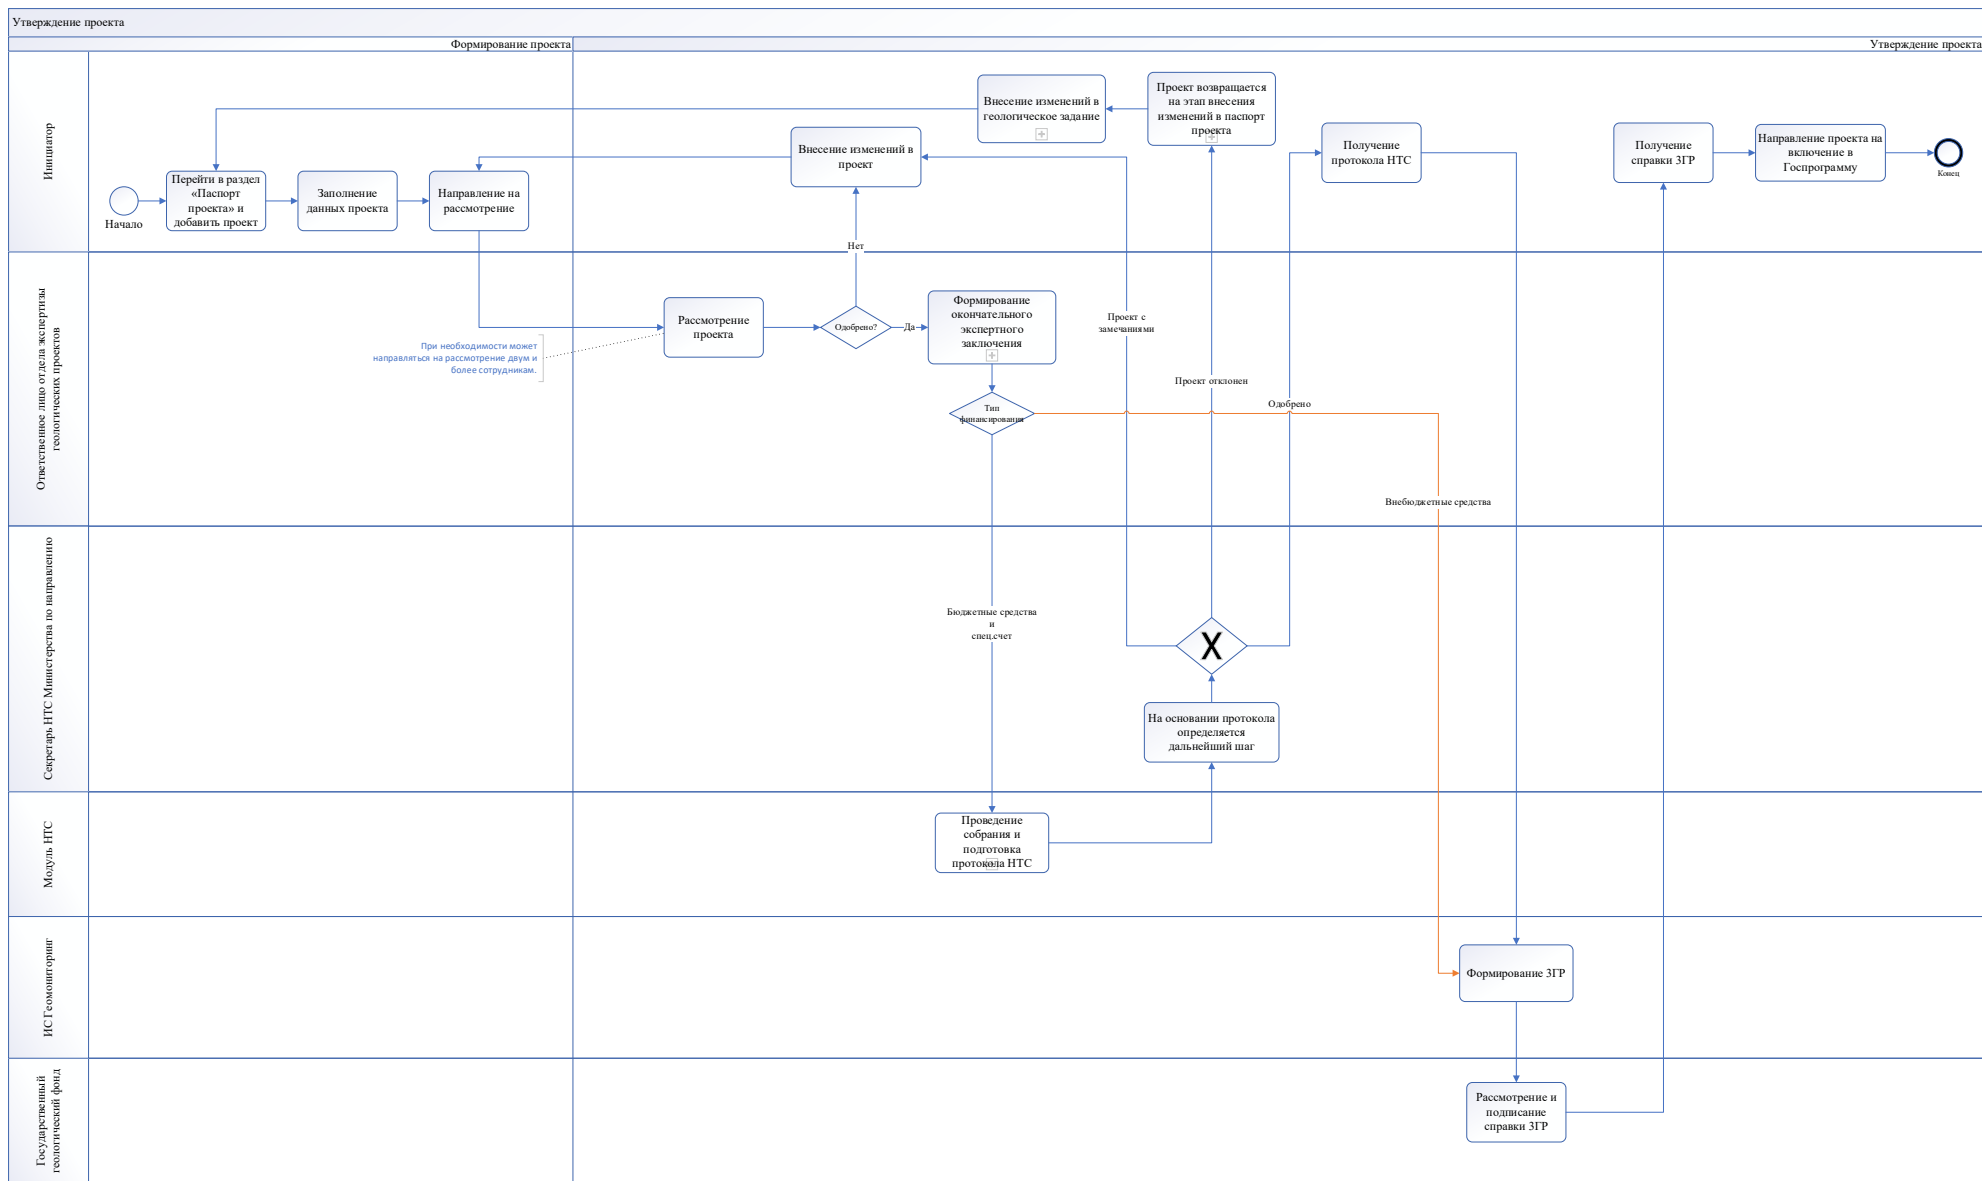 Утверждение проекта
Формирование проекта
Утверждение проекта
Инициатор
Начало
Перейти в раздел
«Паспорт
проекта» и
добавить проект
Заполнение
данных проекта
Направление на
рассмотрение
Внесение изменений в
проект
Внесение изменений в
геологическое задание
Проект возвращается
на этап внесения
изменений в паспорт
проекта
Получение
протокола НТС
Получение
справки ЗГР
Направление проекта на
включение в
Госпрограмму
Конец
Нет
Ответственное лицо отдела экспертизы
геологических проектов
При необходимости может
направляться на рассмотрение двум и
более сотрудникам.
Рассмотрение
проекта
Одобрено?
Да
Формирование
окончательного
экспертного
заключения
Тип
финансирования
Проект с
замечаниями
Проект отклонен
Одобрено
Внебюджетные средства
Секретарь НТС Министерства по направлению
Бюджетные средства
и
спец.счет
X
На основании протокола
определяется
дальнейший шаг
Модуль НТС
Проведение
собрания и
подготовка
протокола НТС
ИС Геомониторинг
Формирование ЗГР
Государственный
геологический фонд
Рассмотрение и
подписание
справки ЗГР